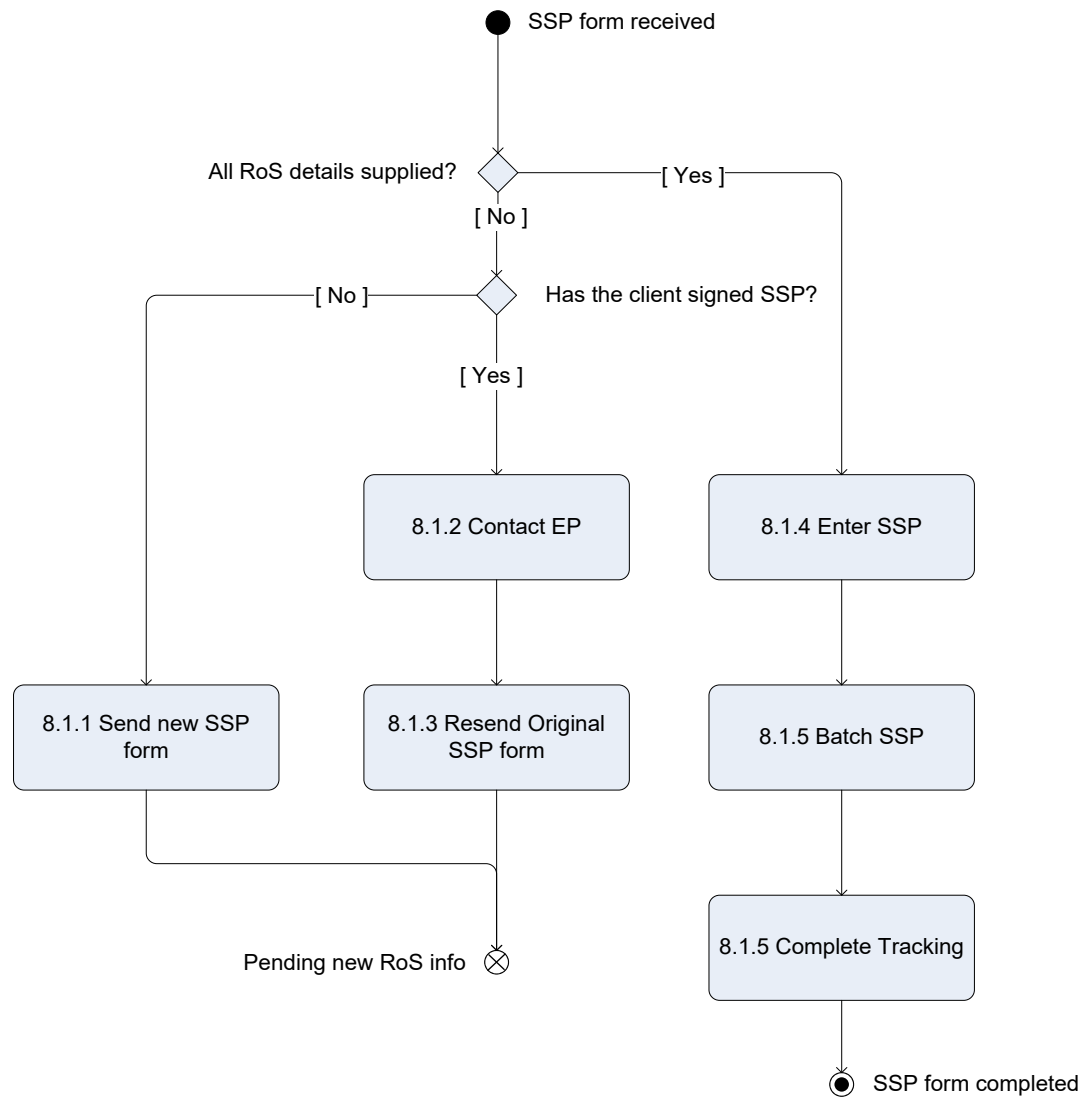 SSP form received
All RoS details supplied?
[ Yes ]
[ No ]
[ No ]
Has the client signed SSP?
[ Yes ]
8.1.2 Contact EP
8.1.4 Enter SSP
8.1.1 Send new SSP
form
8.1.3 Resend Original
SSP form
8.1.5 Batch SSP
8.1.5 Complete Tracking
Pending new RoS info
SSP form completed